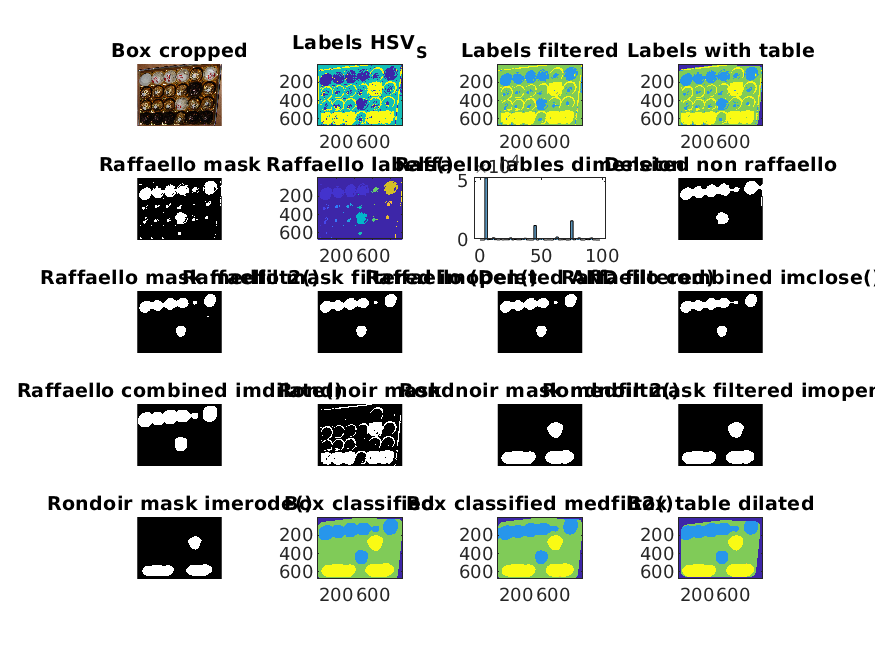 Box cropped
Labels HSV_S
Labels filtered
Labels with table
200
400
600
200 600
200
400
600
200 600
200
400
600
200 600
Raffaello mask
Raffaello labels()
Raffaello lables dimension
Deleted non raffaello
200
400
600
200 600
5
0
0 50 100
Raffaello mask medfilt2()
Raffaello mask filtered imopen()
Raffaello (Deleted AND filtered)
Raffaello combined imclose()
Raffaello combined imdilate()
Rondnoir mask
Rondnoir mask medfilt2()
Rondnoir mask filtered imopen
Rondoir mask imerode()
Box classified
Box classified medfilt2()
Box table dilated
200
400
600
200 600
200
400
600
200 600
200
400
600
200 600